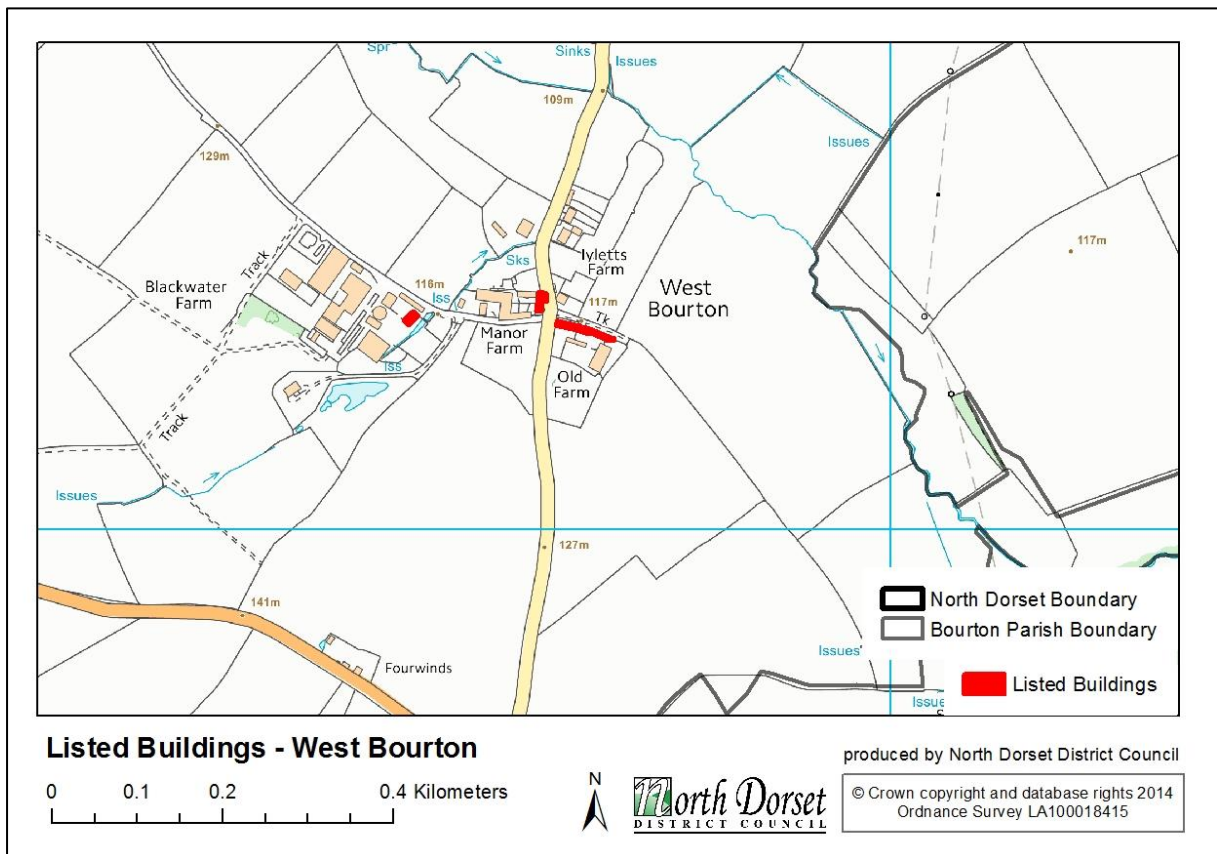 Spr
Sinks
Issues
109m
Issues
129m
117m
Track
Blackwater
Farm
Sks
Iyletts
Farm
116m
Iss
117m
Tk
West
Bourton
Manor
Farm
Iss
Old
Farm
Track
Issues
127m
141m
Fourwinds
North Dorset Boundary
Bourton Parish Boundary
Issues
Listed Buildings
Issue
Listed Buildings - West Bourton
0 0.1 0.2 0.4 Kilometers
N
North Dorset
DISTRICT COUNCIL
produced by North Dorset District Council
© Crown copyright and database rights 2014
Ordnance Survey LA100018415